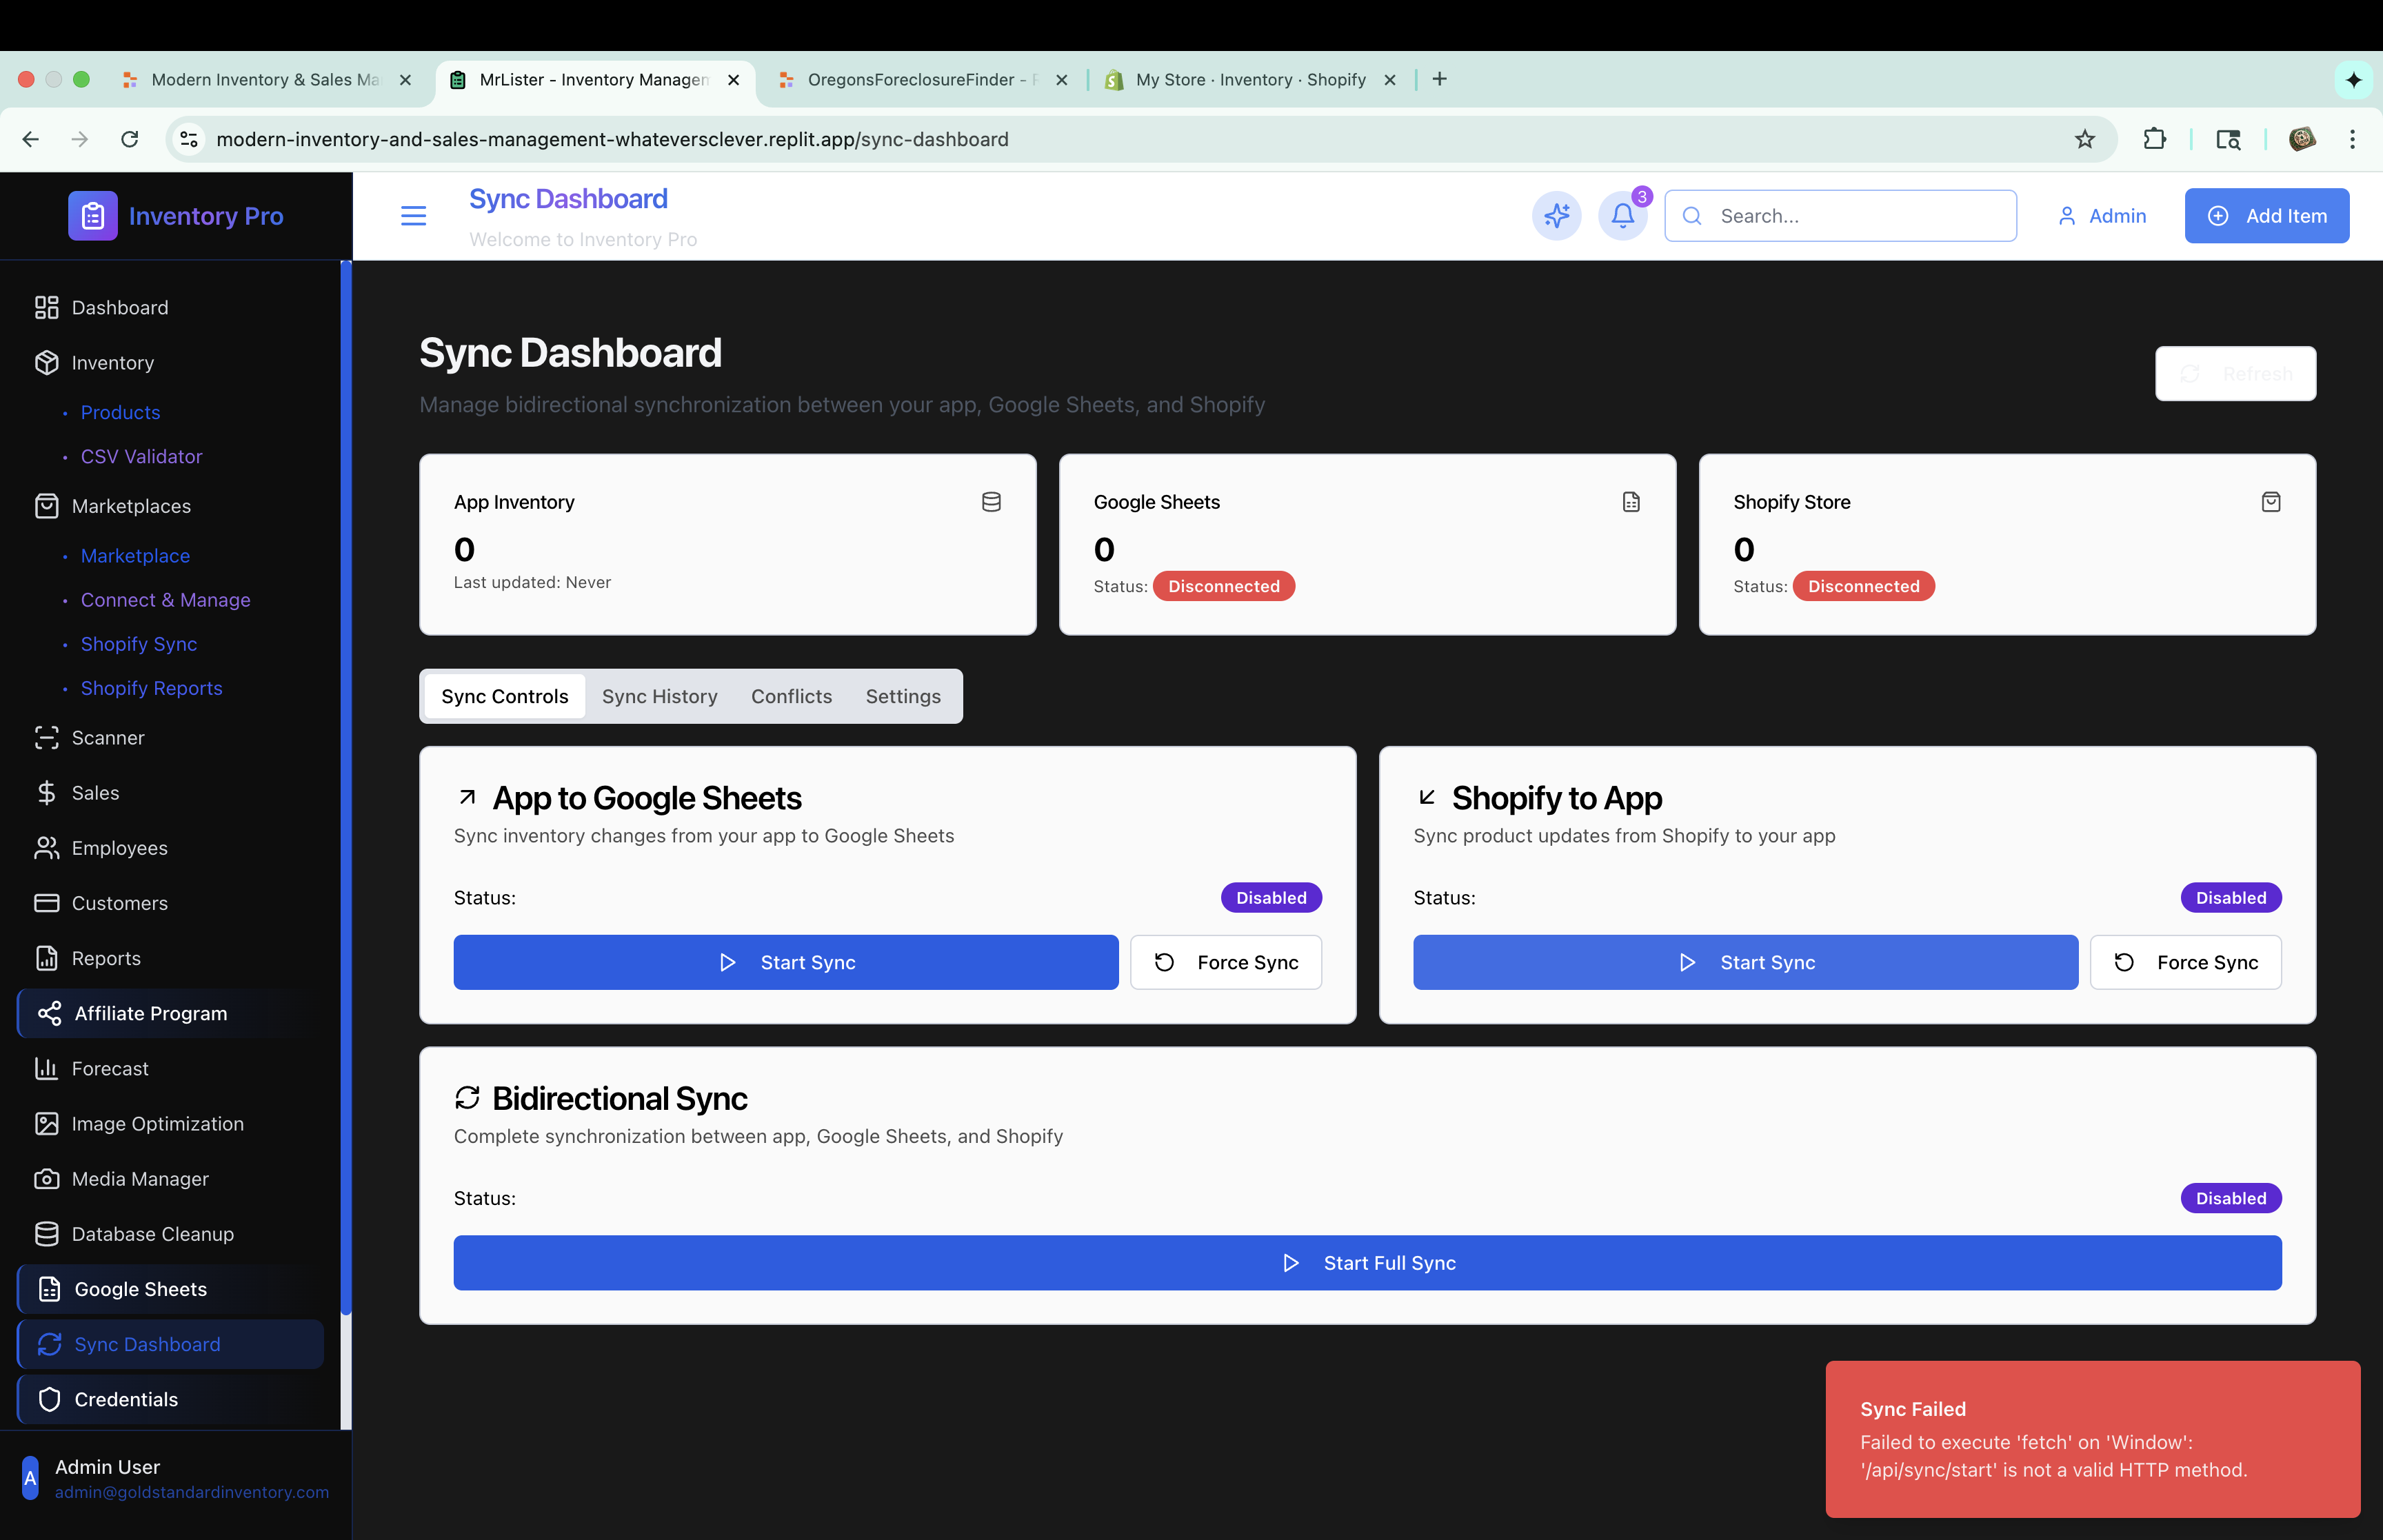 Modern Inventory & Sales Ma
MrLister - Inventory Managem
OregonsForeclosureFinder - R
My Store · Inventory · Shopify
modern-inventory-and-sales-management-whateversclever.replit.app/sync-dashboard
Inventory Pro
Sync Dashboard
Welcome to Inventory Pro
3
Search...
Admin
Add Item
Dashboard
Inventory
• Products
• CSV Validator
Marketplaces
• Marketplace
• Connect & Manage
• Shopify Sync
• Shopify Reports
Scanner
Sales
Employees
Customers
Reports
Affiliate Program
Forecast
Image Optimization
Media Manager
Database Cleanup
Google Sheets
Sync Dashboard
Credentials
A
Admin User
admin@goldstandardinventory.com
Sync Dashboard
Manage bidirectional synchronization between your app, Google Sheets, and Shopify
Refresh
App Inventory
0
Last updated: Never
Google Sheets
0
Status: Disconnected
Shopify Store
0
Status: Disconnected
Sync Controls
Sync History
Conflicts
Settings
App to Google Sheets
Sync inventory changes from your app to Google Sheets
Status: Disabled
Start Sync
Force Sync
Shopify to App
Sync product updates from Shopify to your app
Status: Disabled
Start Sync
Force Sync
Bidirectional Sync
Complete synchronization between app, Google Sheets, and Shopify
Status: Disabled
Start Full Sync
Sync Failed
Failed to execute 'fetch' on 'Window':
'/api/sync/start' is not a valid HTTP method.